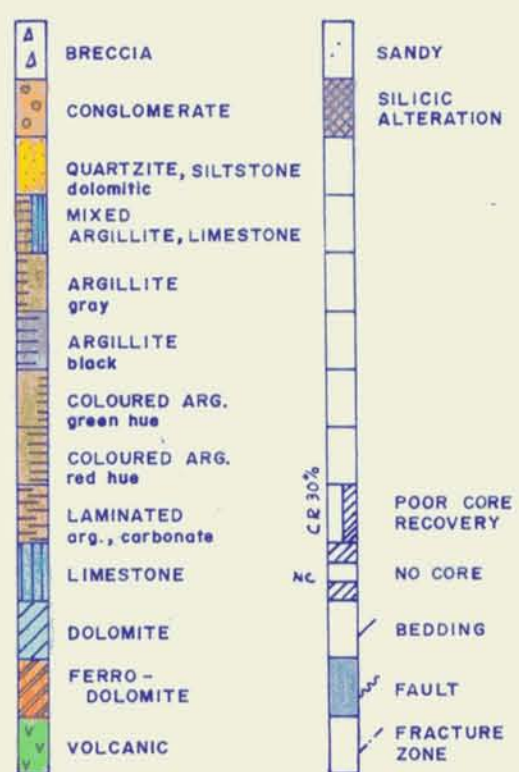 BRECCIA
CONGLOMERATE
QUARTZITE, SILTSTONE
dolomitic
MIXED
ARGILLITE, LIMESTONE
ARGILLITE
gray
ARGILLITE
black
COLOURED ARG.
green hue
COLOURED ARG.
red hue
LAMINATED
arg., carbonate
LIMESTONE
DOLOMITE
FERRO-
DOLOMITE
VOLCANIC
SANDY
SILICIC
ALTERATION
CR 30%
POOR CORE
RECOVERY
NC
NO CORE
BEDDING
FAULT
FRACTURE
ZONE